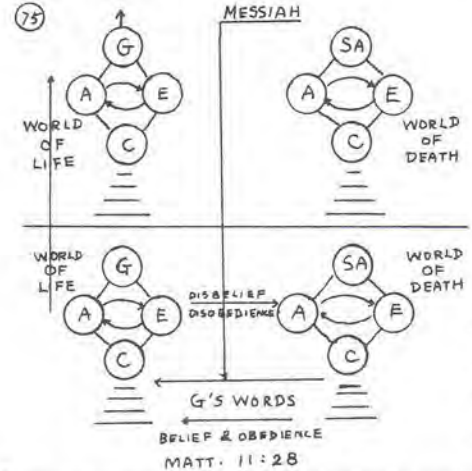 75
MESSIAH
G
A E
C
WORLD
OF
LIFE
SA
A E
C
WORLD
OF
DEATH
WORLD
OF
LIFE
G
A E
C
DISBELIEF
DISOBEDIENCE
SA
A E
C
WORLD
OF
DEATH
G'S WORDS
BELIEF & OBEDIENCE
MATT. 11:28